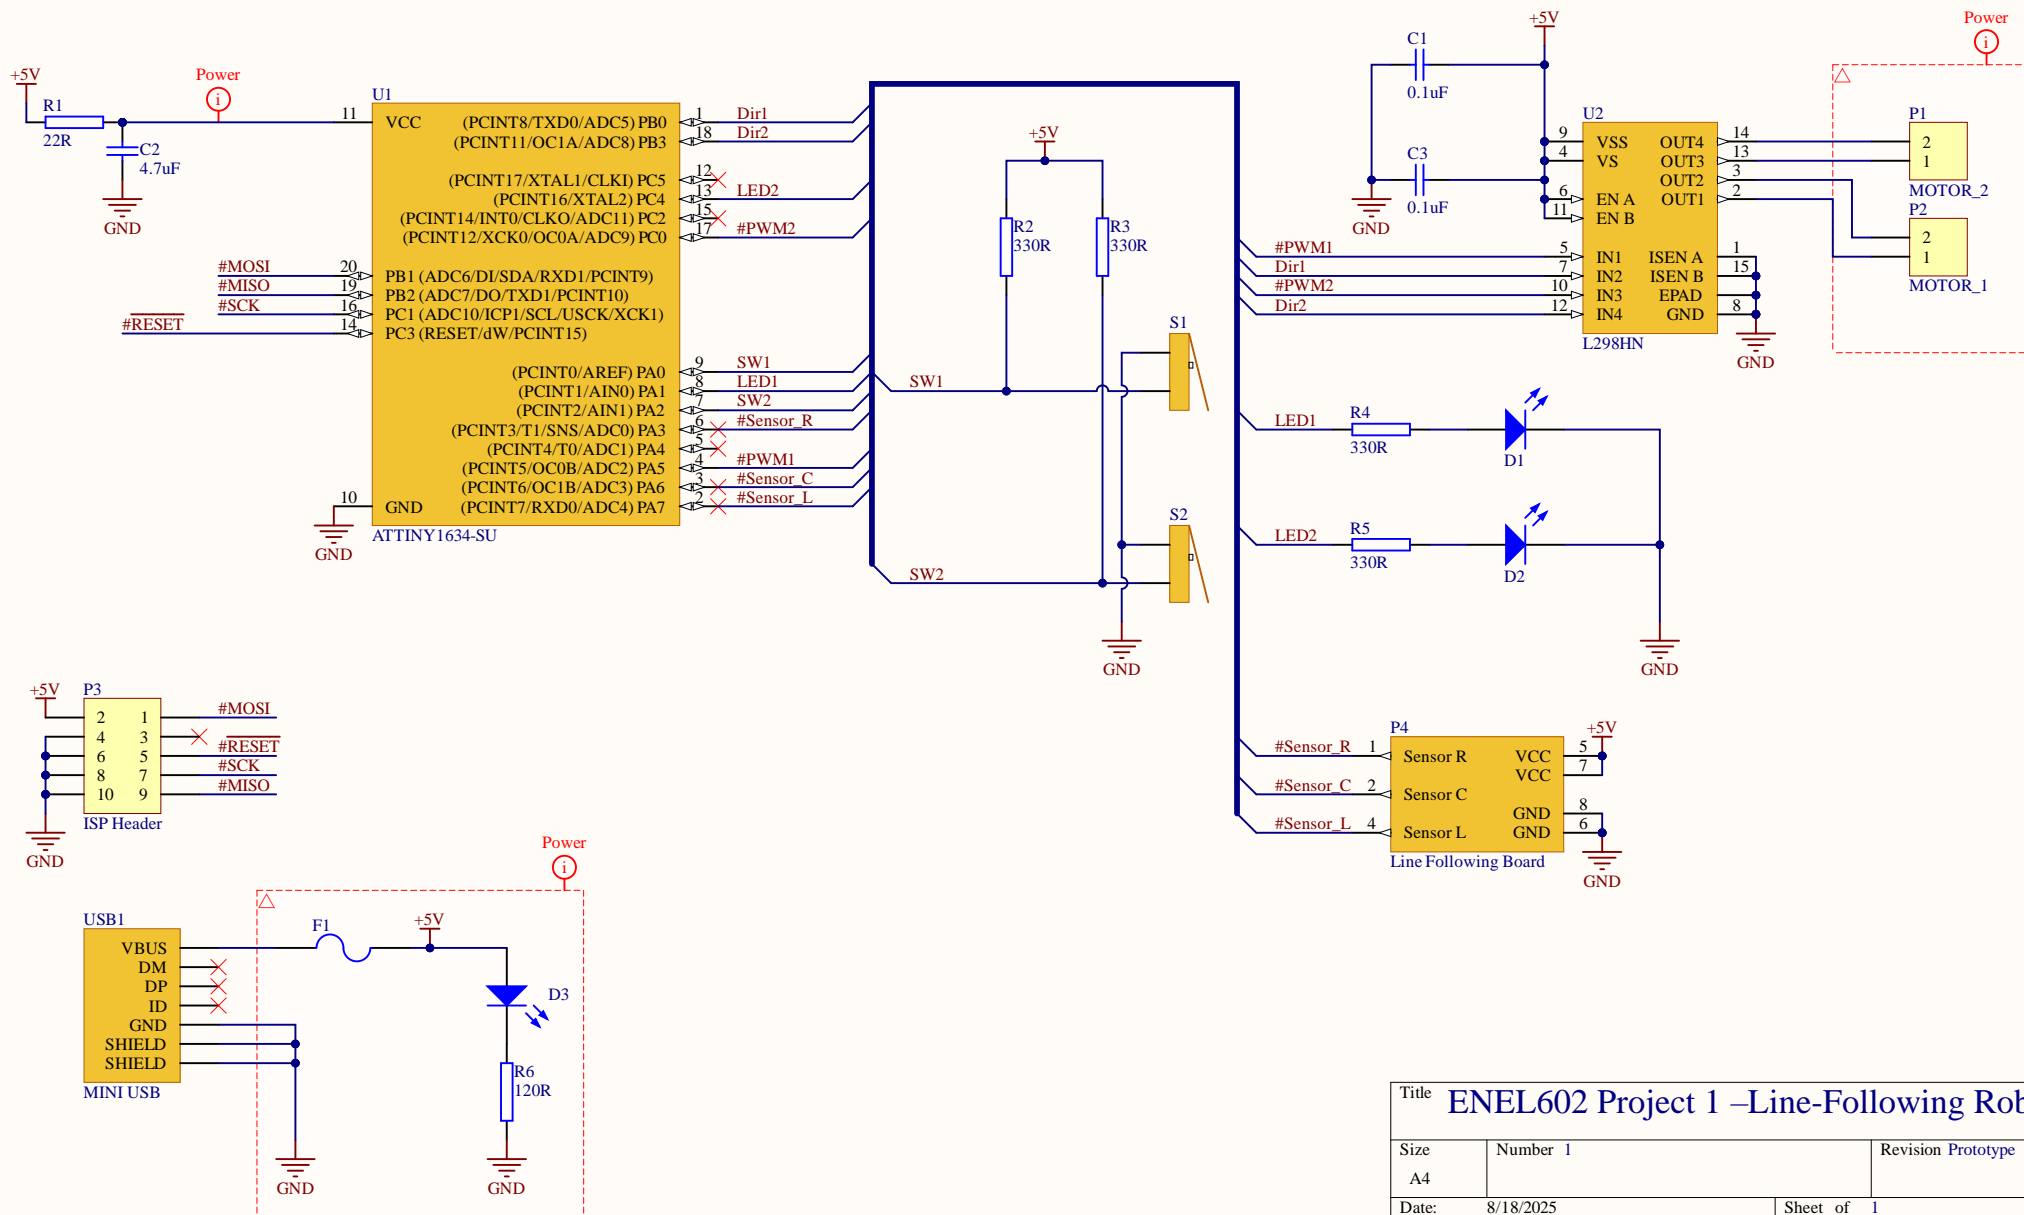 +5V
R1
22R
C2
4.7uF
GND
Power
i
U1
11
VCC
(PCINT8/TXD0/ADC5) PB0
1
Dir1
(PCINT11/OC1A/ADC8) PB3
18
Dir2
(PCINT17/XTAL1/CLKI) PC5
12
(PCINT16/XTAL2) PC4
13
LED2
(PCINT14/INT0/CLKO/ADC11) PC2
15
(PCINT12/XCK0/OC0A/ADC9) PC0
17
#PWM2
#MOSI
20
PB1 (ADC6/DI/SDA/RXD1/PCINT9)
#MISO
19
PB2 (ADC7/DO/TXD1/PCINT10)
#SCK
16
PC1 (ADC10/ICP1/SCL/USCK/XCK1)
#RESET
14
PC3 (RESET/dW/PCINT15)
(PCINT0/AREF) PA0
9
SW1
(PCINT1/AIN0) PA1
8
LED1
(PCINT2/AIN1) PA2
7
SW2
(PCINT3/T1/SNS/ADC0) PA3
6
#Sensor_R
(PCINT4/T0/ADC1) PA4
5
(PCINT5/OC0B/ADC2) PA5
4
#PWM1
(PCINT6/OC1B/ADC3) PA6
3
#Sensor_C
(PCINT7/RXD0/ADC4) PA7
2
#Sensor_L
10
GND
GND
ATTINY1634-SU
+5V
R2
330R
R3
330R
SW1
S1
SW2
S2
GND
+5V
C1
0.1uF
C3
0.1uF
GND
U2
9
VSS
4
VS
6
EN A
11
EN B
#PWM1
5
IN1
Dir1
7
IN2
#PWM2
10
IN3
Dir2
12
IN4
OUT4
14
OUT3
13
OUT2
3
OUT1
2
ISEN A
1
ISEN B
15
EPAD
GND
8
L298HN
GND
Power
i
P1
2
1
MOTOR_2
P2
2
1
MOTOR_1
LED1
R4
330R
D1
LED2
R5
330R
D2
GND
#Sensor_R
1
#Sensor_C
2
#Sensor_L
4
P4
Sensor R
Sensor C
Sensor L
VCC
5
VCC
7
GND
8
GND
6
+5V
GND
Line Following Board
+5V
P3
2
1
#MOSI
4
3
6
5
#RESET
8
7
#SCK
10
9
#MISO
ISP Header
GND
USB1
VBUS
DM
DP
ID
GND
SHIELD
SHIELD
MINI USB
Power
i
F1
+5V
D3
R6
120R
GND
GND
Title
ENEL602 Project 1 –Line-Following Rob
Size
A4
Number 1
Revision Prototype
Date: 8/18/2025
Sheet of 1